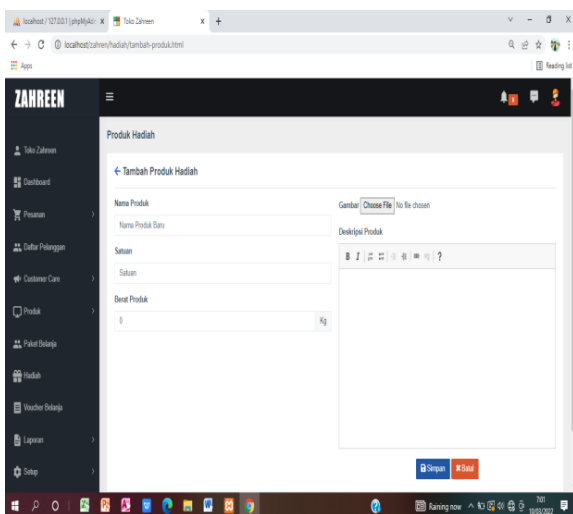 localhost / 127.0.0.1 | phpMyAdr
Toko Zahreen
localhost/zahren/hadiah/tambah-produk.html
Apps
Reading list
ZAHREEN
Toko Zahreen
Dashboard
Pesanan
Daftar Pelanggan
Customer Care
Produk
Paket Belanja
Hadiah
Voucher Belanja
Laporan
Setup
Produk Hadiah
Tambah Produk Hadiah
Nama Produk
Nama Produk Baru
Satuan
Satuan
Berat Produk
0 Kg
Gambar Choose File No file chosen
Deskripsi Produk
B I ?
Simpan Batal
Raining now
7:01
10/03/2022